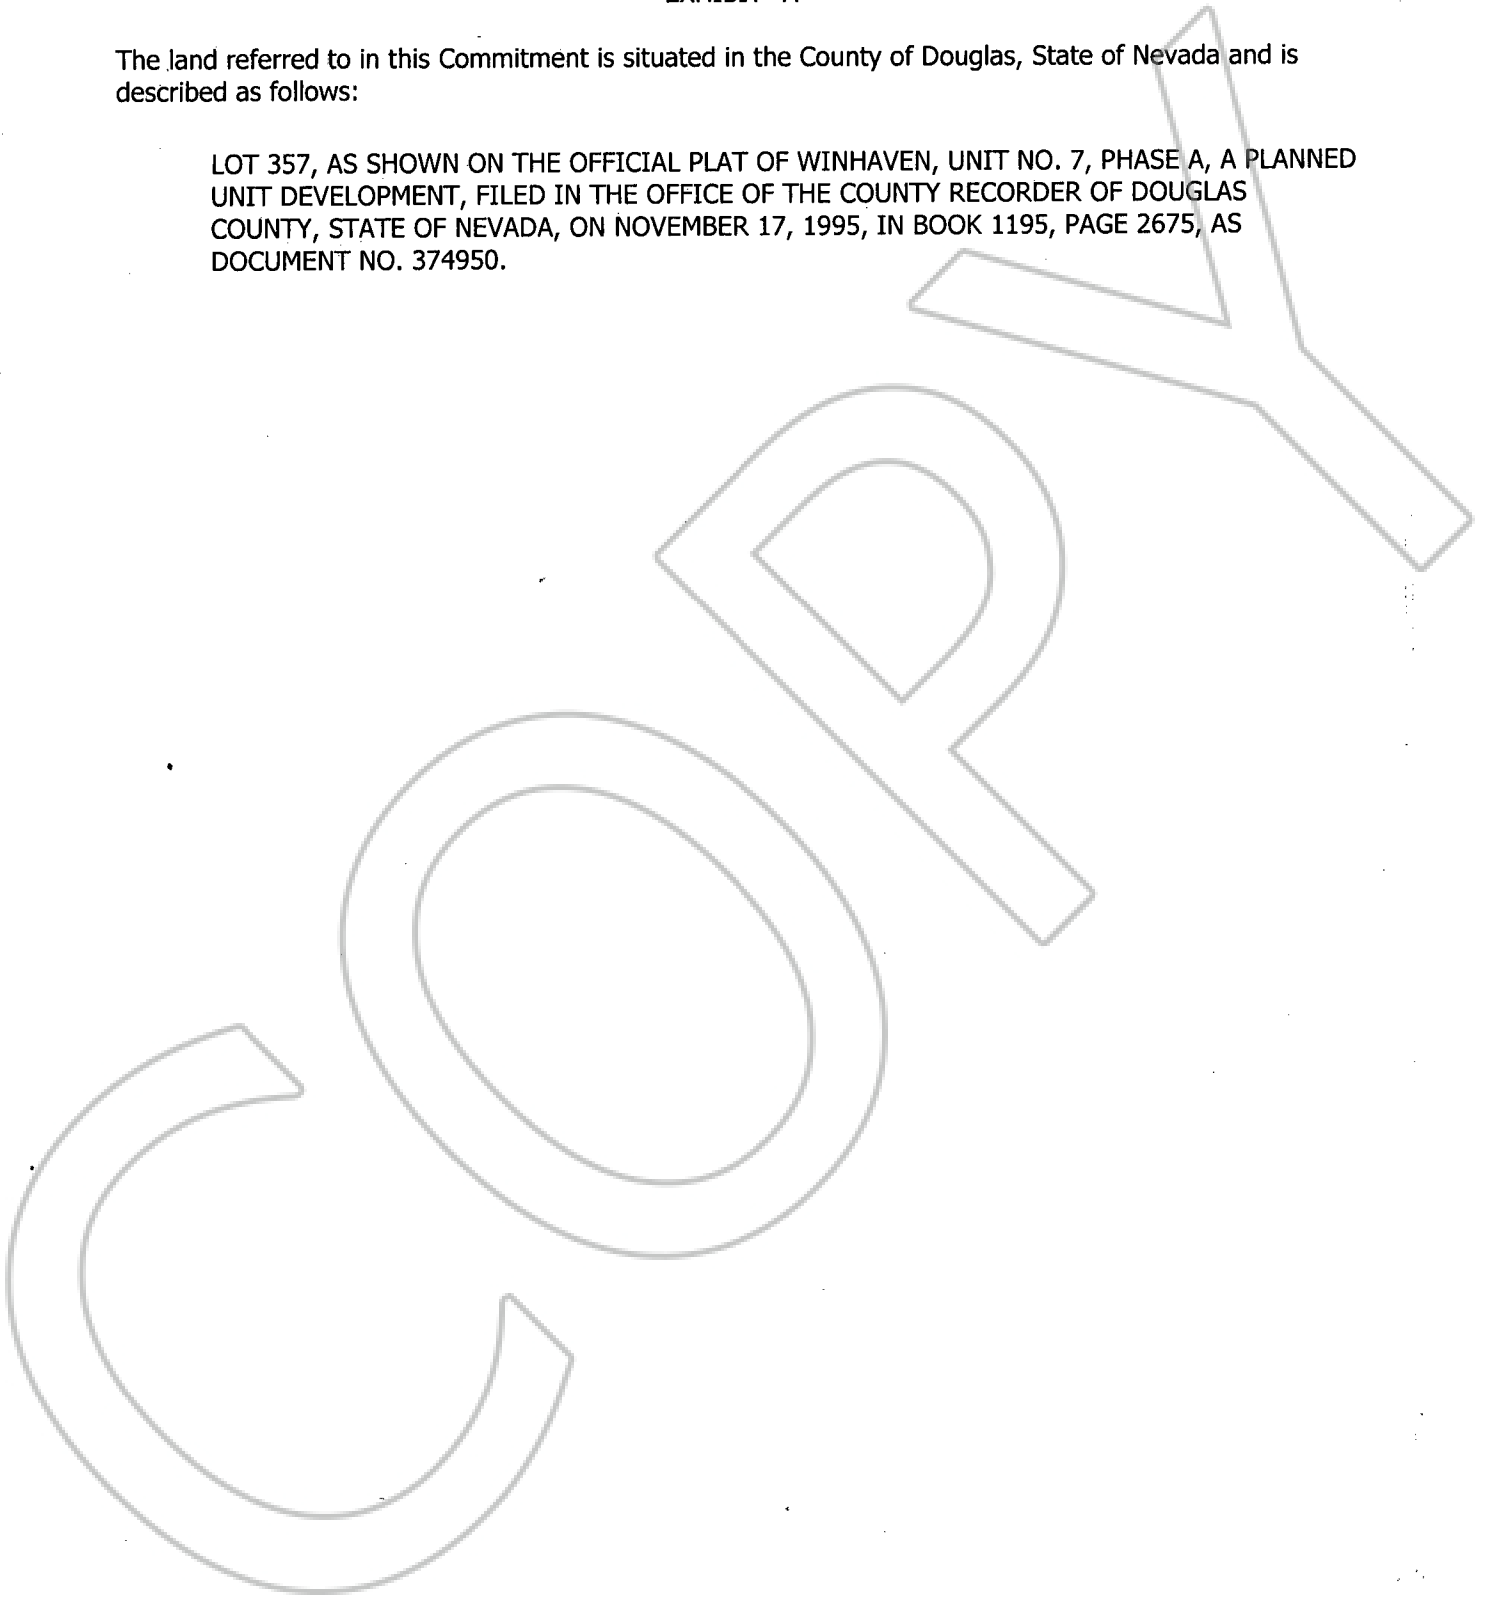 The land referred to in this Commitment is situated in the County of Douglas, State of Nevada and is
described as follows:
LOT 357, AS SHOWN ON THE OFFICIAL PLAT OF WINHAVEN, UNIT NO. 7, PHASE A, A PLANNED
UNIT DEVELOPMENT, FILED IN THE OFFICE OF THE COUNTY RECORDER OF DOUGLAS
COUNTY, STATE OF NEVADA, ON NOVEMBER 17, 1995, IN BOOK 1195, PAGE 2675, AS
DOCUMENT NO. 374950.
COPY